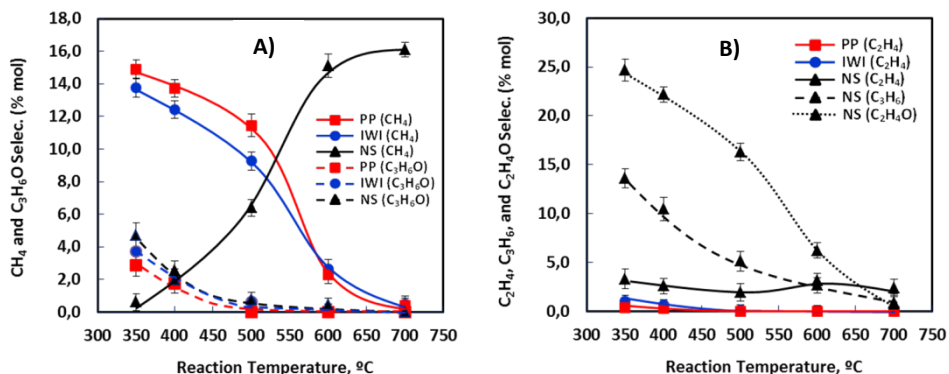 A)
CH₄ and C₃H₆O Selec. (% mol)
18,0
16,0
14,0
12,0
10,0
8,0
6,0
4,0
2,0
0,0
PP (CH₄)
IWI (CH₄)
NS (CH₄)
PP (C₃H₆O)
IWI (C₃H₆O)
NS (C₃H₆O)
300 350 400 450 500 550 600 650 700 750
Reaction Temperature, ºC
B)
C₂H₄, C₃H₆, and C₂H₄O Selec. (% mol)
30,0
25,0
20,0
15,0
10,0
5,0
0,0
PP (C₂H₄)
IWI (C₂H₄)
NS (C₂H₄)
NS (C₃H₆)
NS (C₂H₄O)
300 350 400 450 500 550 600 650 700 750
Reaction Temperature, ºC